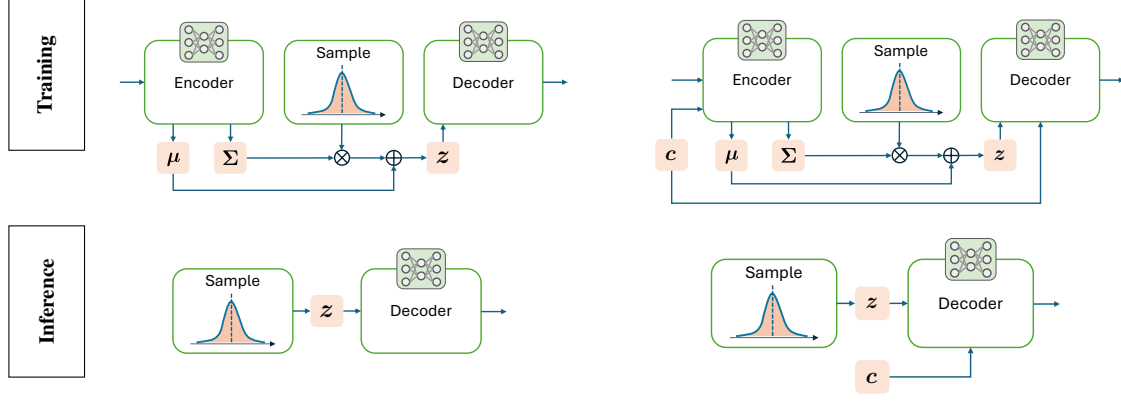 Training
Encoder
Sample
Decoder
μ
Σ
z
Encoder
Sample
Decoder
c
μ
Σ
z
Inference
Sample
z
Decoder
Sample
z
Decoder
c